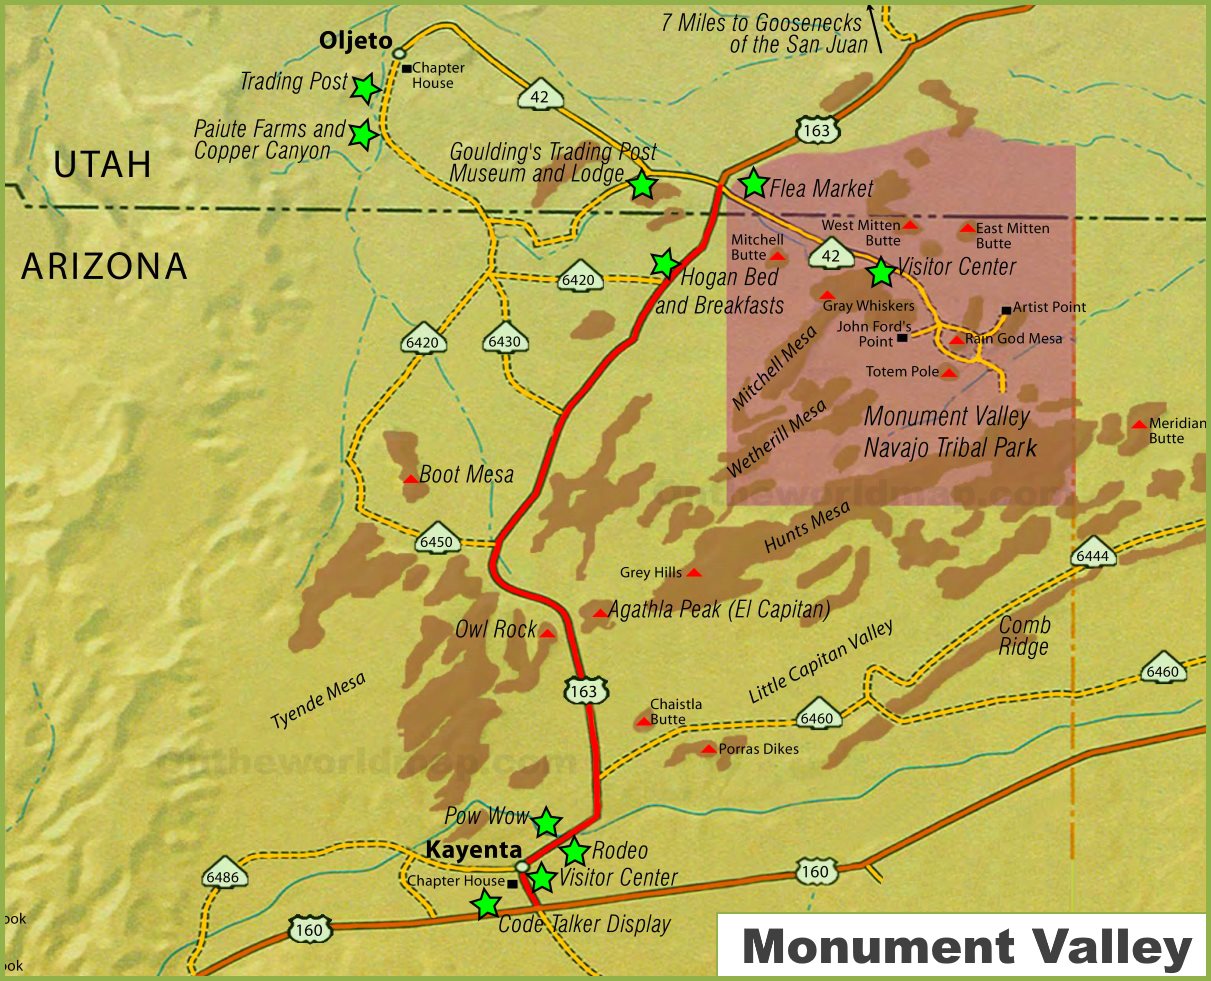 7 Miles to Goosenecks
of the San Juan
Oljeto
Chapter
House
Trading Post
42
163
Paiute Farms and
Copper Canyon
Goulding's Trading Post
Museum and Lodge
UTAH
Flea Market
ARIZONA
West Mitten
Butte
East Mitten
Butte
Mitchell
Butte
42
Visitor Center
Hogan Bed
and Breakfasts
6420
Gray Whiskers
Artist Point
John Ford's
Point
Rain God Mesa
6420
6430
Mitchell Mesa
Totem Pole
Monument Valley
Navajo Tribal Park
Wetherill Mesa
Meridian
Butte
Boot Mesa
Ontheworldmap.com
Hunts Mesa
6450
6444
Grey Hills
Agathla Peak (El Capitan)
Owl Rock
Comb
Ridge
Little Capitan Valley
6460
Tyende Mesa
163
Chaistla
Butte
6460
Porras Dikes
Ontheworldmap.com
Pow Wow
Kayenta
Rodeo
6486
Chapter House
Visitor Center
160
Code Talker Display
160
ook
ok
Monument Valley